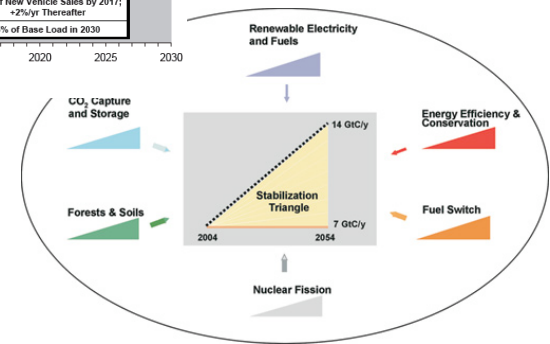 f New Vehicle Sales by 2017;
+2%/yr Thereafter
% of Base Load in 2030
2020 2025 2030
Renewable Electricity
and Fuels
CO2 Capture
and Storage
Energy Efficiency &
Conservation
14 GtC/y
Stabilization
Triangle
Forests & Soils
Fuel Switch
7 GtC/y
2004 2054
Nuclear Fission